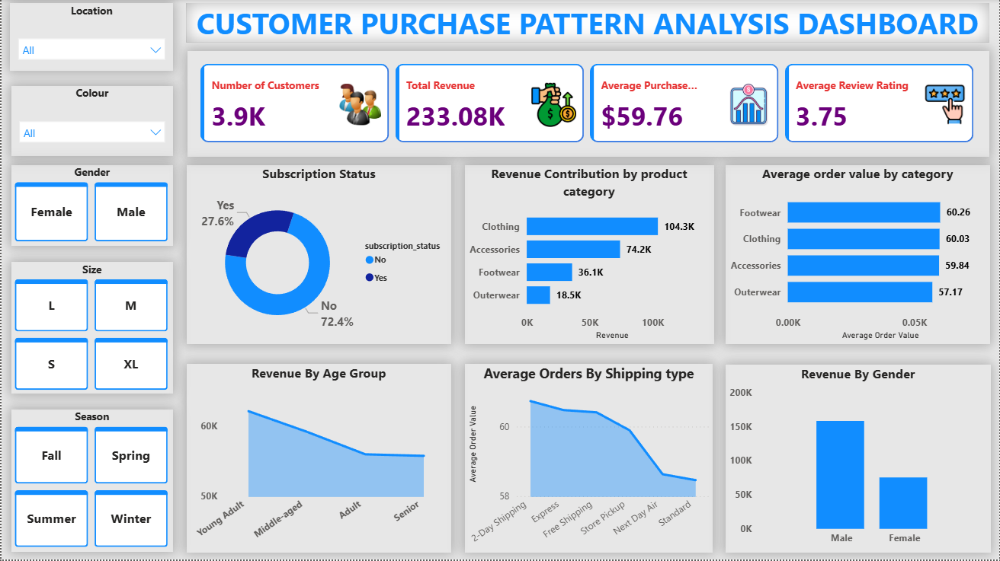 CUSTOMER PURCHASE PATTERN ANALYSIS DASHBOARD
Location
All
Colour
All
Gender
Female
Male
Size
L
M
S
XL
Season
Fall
Spring
Summer
Winter
Number of Customers
3.9K
Total Revenue
233.08K
Average Purchase...
$59.76
Average Review Rating
3.75
Subscription Status
Yes
27.6%
No
72.4%
subscription_status
No
Yes
Revenue Contribution by product
category
Clothing
104.3K
Accessories
74.2K
Footwear
36.1K
Outerwear
18.5K
0K
50K
100K
Revenue
Average order value by category
Footwear
60.26
Clothing
60.03
Accessories
59.84
Outerwear
57.17
0.00K
0.05K
Average Order Value
Revenue By Age Group
60K
50K
Young Adult
Middle-aged
Adult
Senior
Average Orders By Shipping type
Average Order Value
60
58
2-Day Shipping
Express
Free Shipping
Store Pickup
Next Day Air
Standard
Revenue By Gender
200K
150K
100K
50K
0K
Male
Female